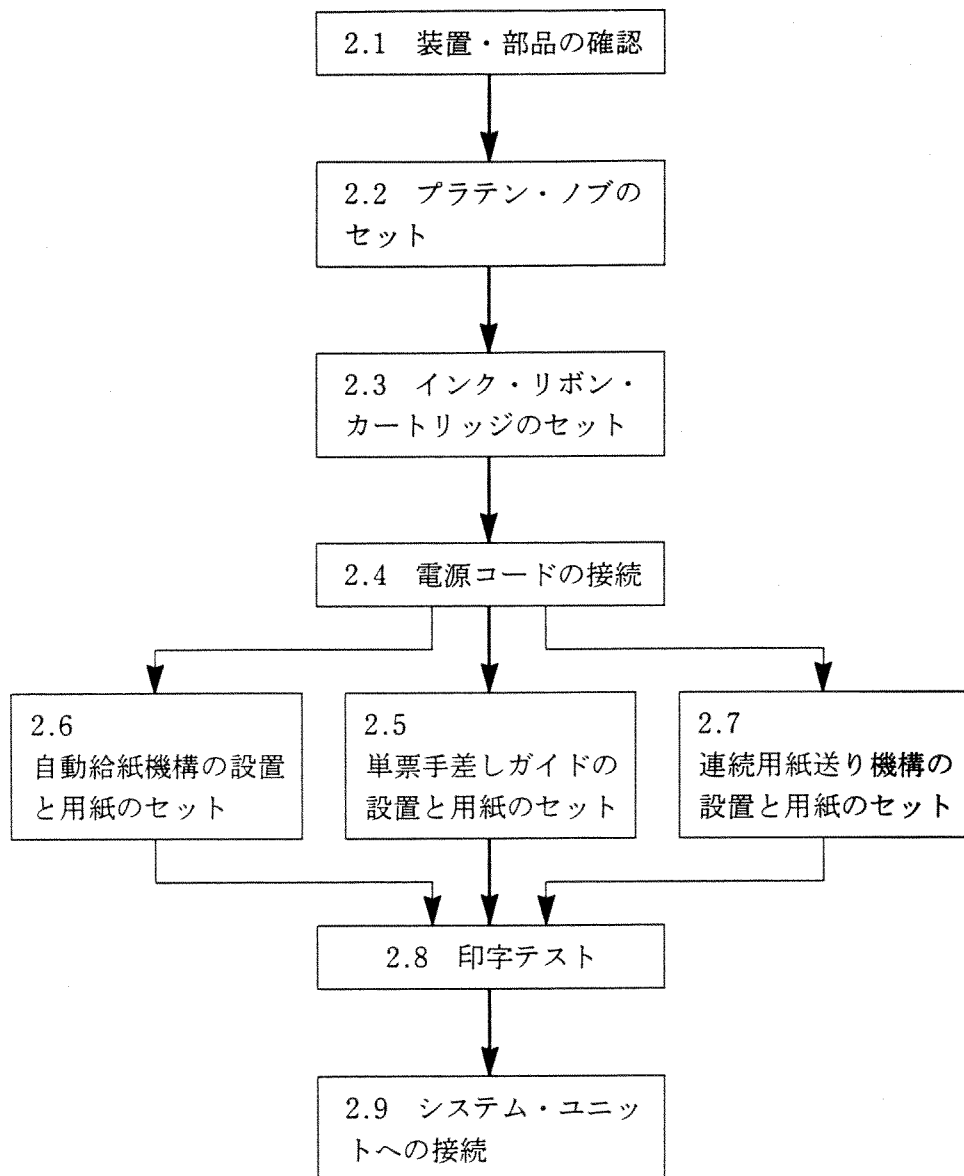 2.1 装置・部品の確認
2.2 プラテン・ノブの
セット
2.3 インク・リボン・
カートリッジのセット
2.4 電源コードの接続
2.6
自動給紙機構の設置
と用紙のセット
2.5
単票手差しガイドの
設置と用紙のセット
2.7
連続用紙送り機構の
設置と用紙のセット
2.8 印字テスト
2.9 システム・ユニッ
トへの接続